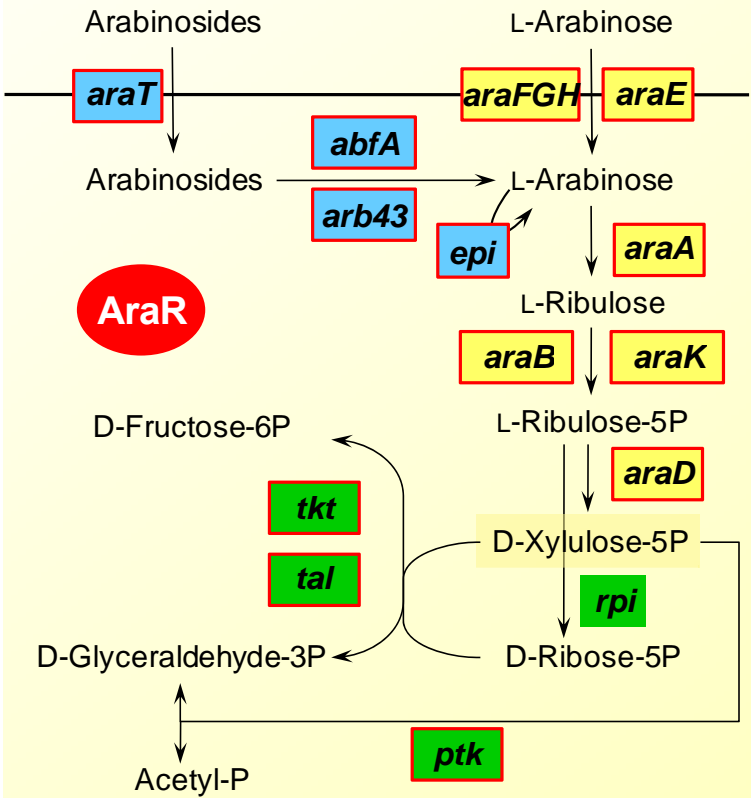 Arabinosides
L-Arabinose
araT
araFGH
araE
abfA
Arabinosides
L-Arabinose
arb43
epi
araA
AraR
L-Ribulose
araB
araK
D-Fructose-6P
L-Ribulose-5P
araD
tkt
D-Xylulose-5P
tal
rpi
D-Glyceraldehyde-3P
D-Ribose-5P
ptk
Acetyl-P